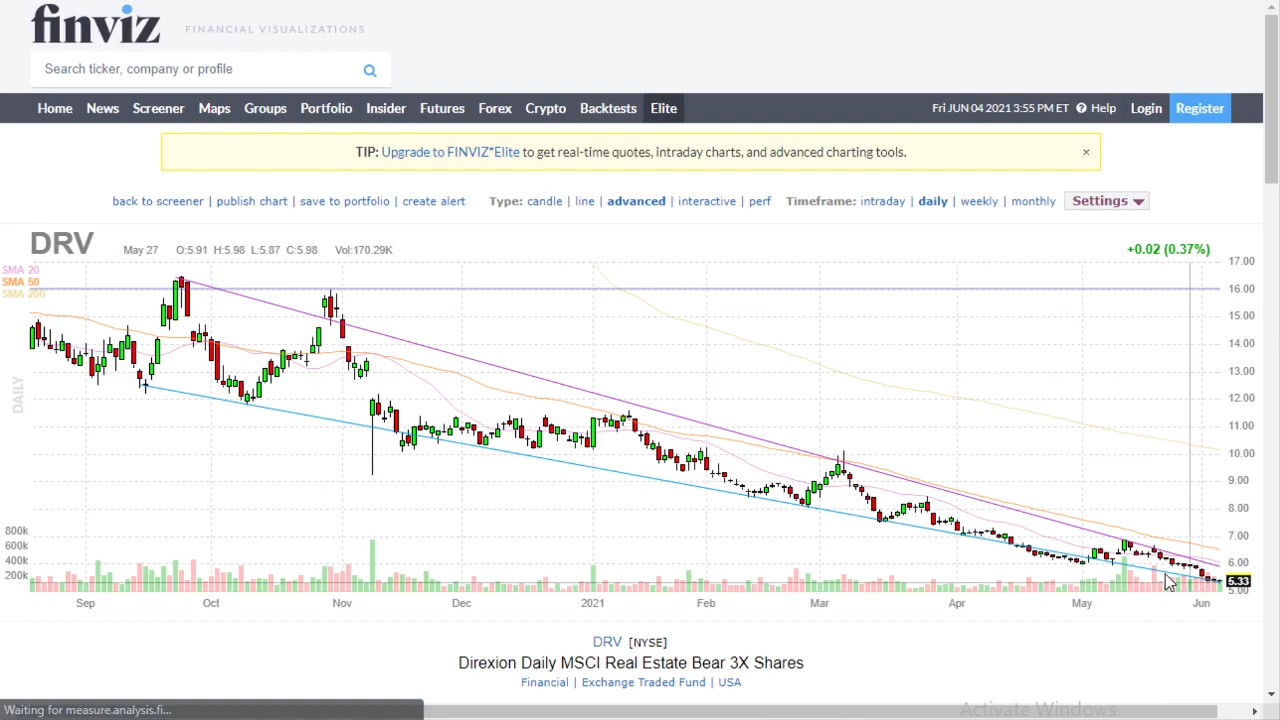 finviz FINANCIAL VISUALIZATIONS
Search ticker, company or profile
Home News Screener Maps Groups Portfolio Insider Futures Forex Crypto Backtests Elite Fri JUN 04 2021 3:55 PM ET Help Login Register
TIP: Upgrade to FINVIZ*Elite to get real-time quotes, intraday charts, and advanced charting tools. ×
back to screener | publish chart | save to portfolio | create alert Type: candle | line | advanced | interactive | perf Timeframe: intraday | daily | weekly | monthly Settings
DRV May 27 O:5.91 H:5.98 L:5.87 C:5.98 Vol:170.29K +0.02 (0.37%)
17.00
SMA 20
SMA 50
SMA 200
16.00
15.00
14.00
13.00
DAILY
12.00
11.00
10.00
9.00
8.00
800k
7.00
600k
400k
6.00
200k
5.33
5.00
Sep Oct Nov Dec 2021 Feb Mar Apr May Jun
DRV [NYSE]
Direxion Daily MSCI Real Estate Bear 3X Shares
Financial | Exchange Traded Fund | USA
Waiting for measure.analysis.fi...
Activate Windows